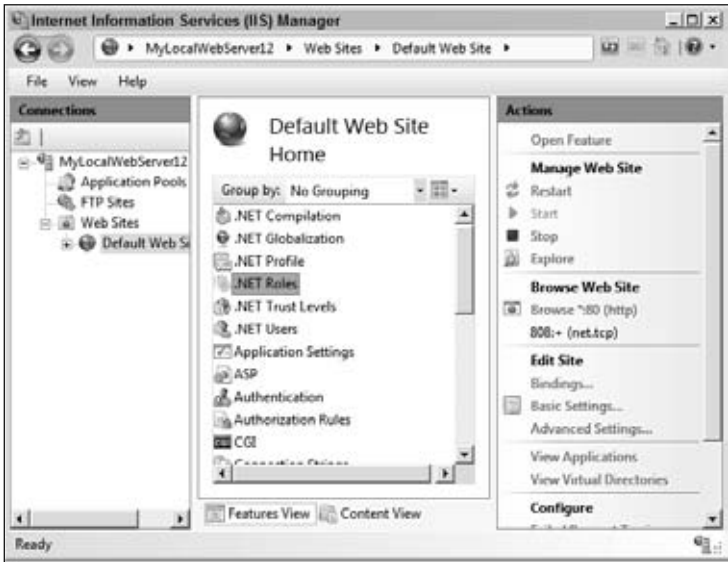 Internet Information Services (IIS) Manager
MyLocalWebServer12 Web Sites Default Web Site
File View Help
Connections
MyLocalWebServer12
Application Pools
FTP Sites
Web Sites
Default Web Si
Default Web Site
Home
Group by: No Grouping
.NET Compilation
.NET Globalization
.NET Profile
.NET Roles
.NET Trust Levels
.NET Users
Application Settings
ASP
Authentication
Authorization Rules
CGI
Connection Strings
Features View Content View
Actions
Open Feature
Manage Web Site
Restart
Start
Stop
Explore
Browse Web Site
Browse *:80 (http)
808:* (net.tcp)
Edit Site
Bindings...
Basic Settings...
Advanced Settings...
View Applications
View Virtual Directories
Configure
Ready